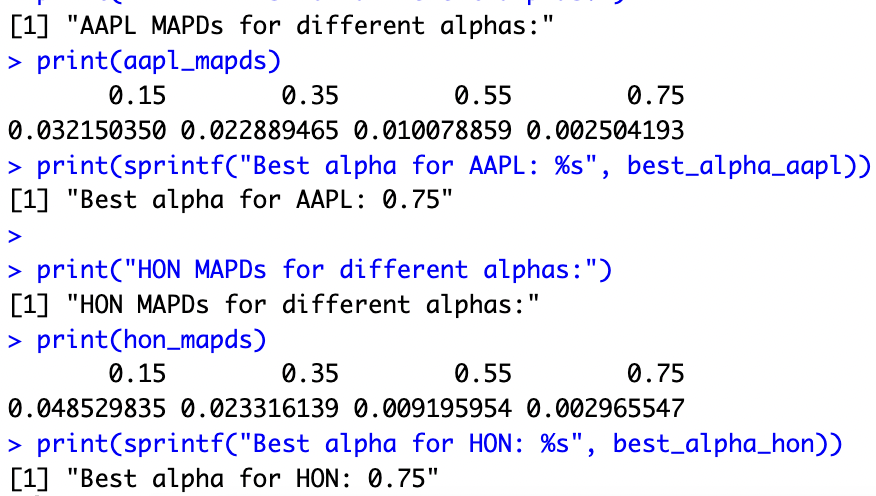 [1] "AAPL MAPDs for different alphas:"
> print(aapl_mapds)
0.15 0.35 0.55 0.75
0.032150350 0.022889465 0.010078859 0.002504193
> print(sprintf("Best alpha for AAPL: %s", best_alpha_aapl))
[1] "Best alpha for AAPL: 0.75"
>
> print("HON MAPDs for different alphas:")
[1] "HON MAPDs for different alphas:"
> print(hon_mapds)
0.15 0.35 0.55 0.75
0.048529835 0.023316139 0.009195954 0.002965547
> print(sprintf("Best alpha for HON: %s", best_alpha_hon))
[1] "Best alpha for HON: 0.75"